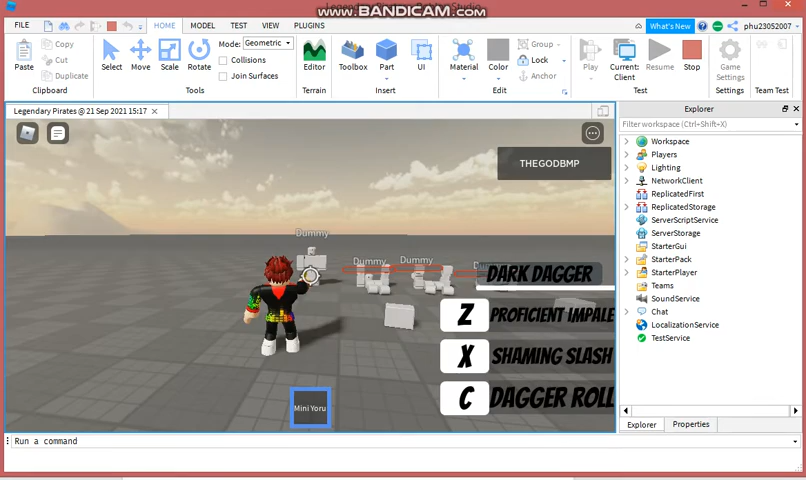 www.BANDICAM.com
FILE HOME MODEL TEST VIEW PLUGINS What's New phu23052007
Paste Copy Cut Duplicate
Clipboard
Select Move Scale Rotate
Mode: Geometric
Collisions
Join Surfaces
Tools
Editor
Terrain
Toolbox Part UI
Insert
Material Color
Group
Lock
Anchor
Edit
Play Current: Client Resume Stop
Test
Game Settings
Settings
Team Test
Legendary Pirates @ 21 Sep 2021 15:17
THEGODBMP
Dummy
Dummy
Dummy
DARK DAGGER
Z PROFICIENT IMPALE
X SHAMING SLASH
C DAGGER ROLL
Mini Yoru
Explorer
Filter workspace (Ctrl+Shift+X)
Workspace
Players
Lighting
NetworkClient
ReplicatedFirst
ReplicatedStorage
ServerScriptService
ServerStorage
StarterGui
StarterPack
StarterPlayer
Teams
SoundService
Chat
LocalizationService
TestService
Explorer Properties
Run a command